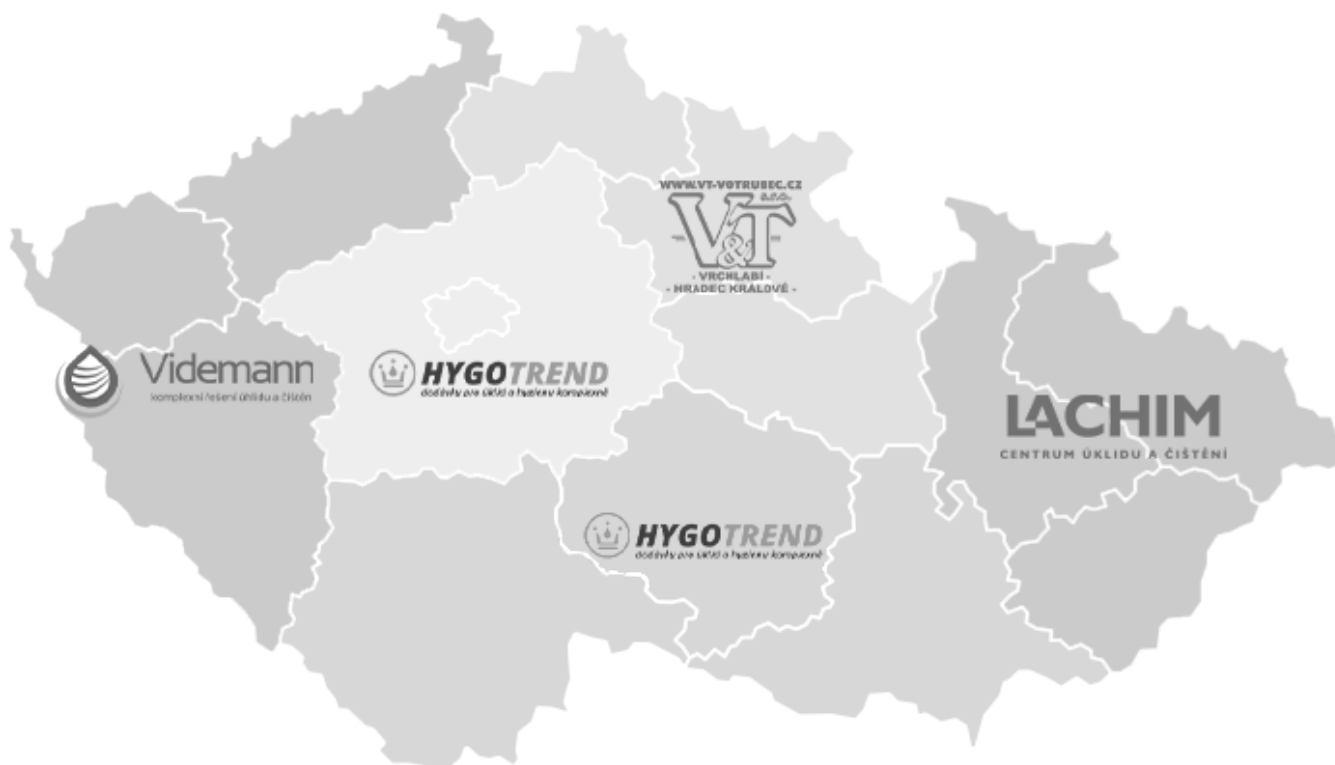 WWW.VT-VOTRUBEC.CZ
s.r.o.
V&T
- VRCHLABÍ -
- HRADEC KRÁLOVÉ -
Videmann
komplexní řešení úklidu a čištění
HYGOTREND
dodávky pro úklid a hygienu komplexně
LACHIM
CENTRUM ÚKLIDU A ČIŠTĚNÍ
HYGOTREND
dodávky pro úklid a hygienu komplexně